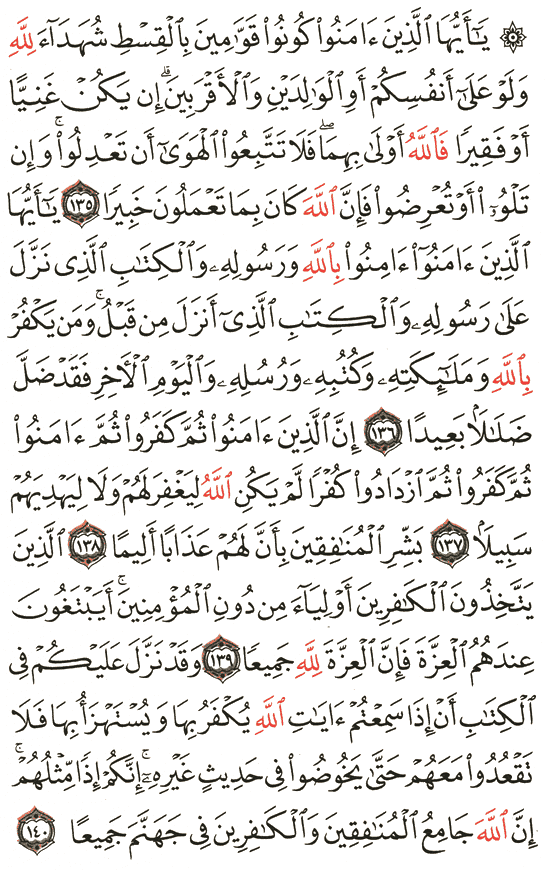 ۞ يَٰٓأَيُّهَا ٱلَّذِينَ ءَامَنُوا۟ كُونُوا۟ قَوَّٰمِينَ بِٱلْقِسْطِ شُهَدَآءَ لِلَّهِ
وَلَوْ عَلَىٰٓ أَنفُسِكُمْ أَوِ ٱلْوَٰلِدَيْنِ وَٱلْأَقْرَبِينَ ۚ إِن يَكُنْ غَنِيًّا
أَوْ فَقِيرًا فَٱللَّهُ أَوْلَىٰ بِهِمَا ۖ فَلَا تَتَّبِعُوا۟ ٱلْهَوَىٰٓ أَن تَعْدِلُوا۟ ۚ وَإِن
تَلْوُۥٓا۟ أَوْ تُعْرِضُوا۟ فَإِنَّ ٱللَّهَ كَانَ بِمَا تَعْمَلُونَ خَبِيرًا ١٣٥ يَٰٓأَيُّهَا
ٱلَّذِينَ ءَامَنُوٓا۟ ءَامِنُوا۟ بِٱللَّهِ وَرَسُولِهِۦ وَٱلْكِتَٰبِ ٱلَّذِى نَزَّلَ
عَلَىٰ رَسُولِهِۦ وَٱلْكِتَٰبِ ٱلَّذِىٓ أَنزَلَ مِن قَبْلُ ۚ وَمَن يَكْفُرْ
بِٱللَّهِ وَمَلَٰٓئِكَتِهِۦ وَكُتُبِهِۦ وَرُسُلِهِۦ وَٱلْيَوْمِ ٱلْءَاخِرِ فَقَدْ ضَلَّ
ضَلَٰلًۢا بَعِيدًا ١٣٦ إِنَّ ٱلَّذِينَ ءَامَنُوا۟ ثُمَّ كَفَرُوا۟ ثُمَّ ءَامَنُوا۟
ثُمَّ كَفَرُوا۟ ثُمَّ ٱزْدَادُوا۟ كُفْرًا لَّمْ يَكُنِ ٱللَّهُ لِيَغْفِرَ لَهُمْ وَلَا لِيَهْدِيَهُمْ
سَبِيلًۢا ١٣٧ بَشِّرِ ٱلْمُنَٰفِقِينَ بِأَنَّ لَهُمْ عَذَابًا أَلِيمًا ١٣٨ ٱلَّذِينَ
يَتَّخِذُونَ ٱلْكَٰفِرِينَ أَوْلِيَآءَ مِن دُونِ ٱلْمُؤْمِنِينَ ۚ أَيَبْتَغُونَ
عِندَهُمُ ٱلْعِزَّةَ فَإِنَّ ٱلْعِزَّةَ لِلَّهِ جَمِيعًا ١٣٩ وَقَدْ نَزَّلَ عَلَيْكُمْ فِى
ٱلْكِتَٰبِ أَنْ إِذَا سَمِعْتُمْ ءَايَٰتِ ٱللَّهِ يُكْفَرُ بِهَا وَيُسْتَهْزَأُ بِهَا فَلَا
تَقْعُدُوا۟ مَعَهُمْ حَتَّىٰ يَخُوضُوا۟ فِى حَدِيثٍ غَيْرِهِۦٓ ۚ إِنَّكُمْ إِذًا مِّثْلُهُمْ ۗ
إِنَّ ٱللَّهَ جَامِعُ ٱلْمُنَٰفِقِينَ وَٱلْكَٰفِرِينَ فِى جَهَنَّمَ جَمِيعًا ١٤٠